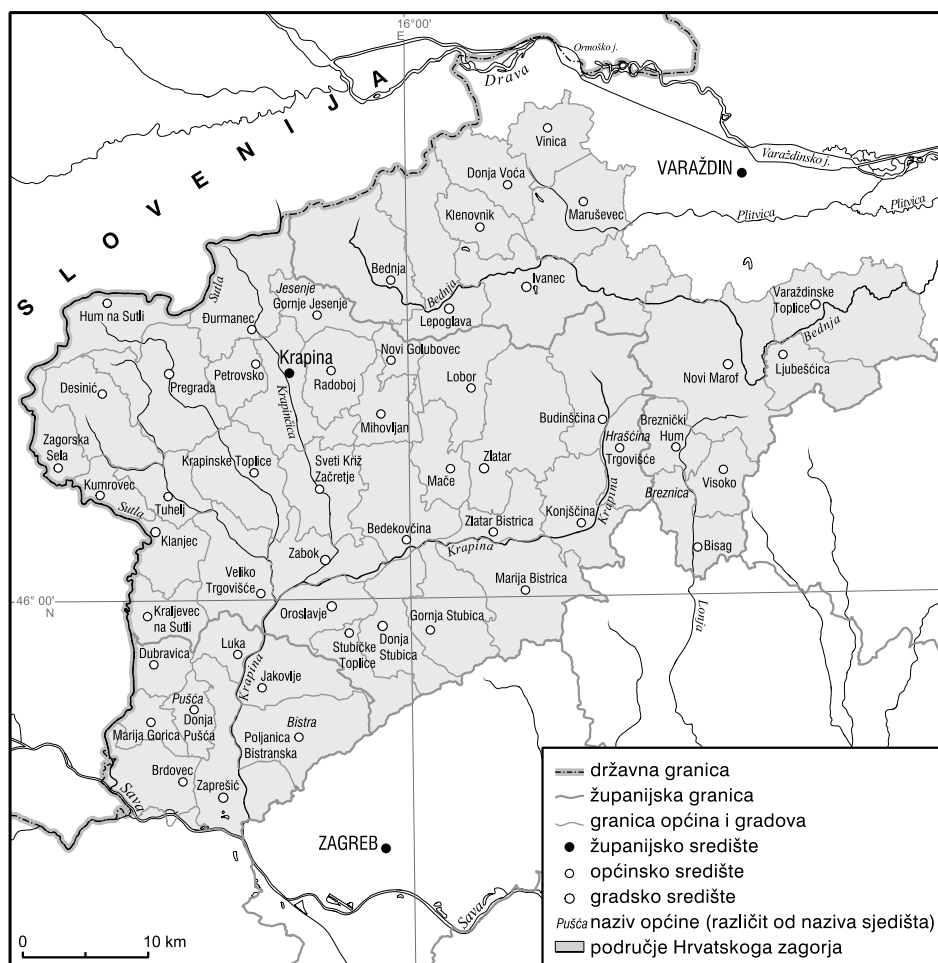 16° 00'
E
Ormoško j.
Drava
SLOVENIJA
Vinica
VARAŽDIN
Varaždinsko j.
Donja Voća
Maruševec
Plitvica
Plitvica
Klenovnik
Bednja
Bednja
Ivanec
Lepoglava
Varaždinske
Toplice
Bednja
Ljubešćica
Sutla
Jesenje
Gornje Jesenje
Hum na Sutli
Đurmanec
Krapina
Petrovsko
Radoboj
Novi Golubovec
Lobor
Novi Marof
Desinić
Pregrada
Krapinčica
Mihovljan
Budinščina
Hrašćina
Trgovišće
Breznički
Hum
Zagorska
Sela
Krapinske Toplice
Sveti Križ
Začretje
Mače
Zlatar
Visoko
Kumrovec
Tuhelj
Breznica
Krapina
Sutla
Klanjec
Bedekovčina
Zlatar Bistrica
Konjščina
Krapina
Bisag
Zabok
Veliko
Trgovišće
Marija Bistrica
46° 00'
N
Kraljevec
na Sutli
Oroslavje
Stubičke
Toplice
Donja
Stubica
Gornja Stubica
Lonja
Dubravica
Luka
Krapina
Jakovlje
Pušća
Donja
Pušća
Marija Gorica
Bistra
Poljanica
Bistranska
Brdovec
Zaprešić
Sava
ZAGREB
Sava
državna granica
županijska granica
granica općina i gradova
županijsko središte
općinsko središte
gradsko središte
Pušća naziv općine (različit od naziva sjedišta)
područje Hrvatskoga zagorja
0 10 km